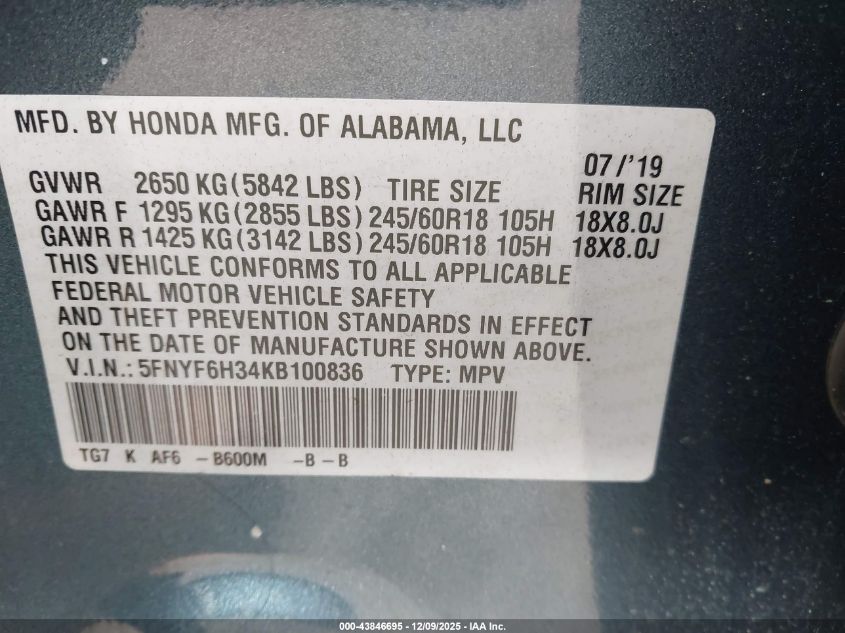 MFD. BY HONDA MFG. OF ALABAMA, LLC
07/'19
GVWR 2650 KG(5842 LBS) TIRE SIZE RIM SIZE
GAWR F 1295 KG(2855 LBS) 245/60R18 105H 18X8.0J
GAWR R 1425 KG(3142 LBS) 245/60R18 105H 18X8.0J
THIS VEHICLE CONFORMS TO ALL APPLICABLE
FEDERAL MOTOR VEHICLE SAFETY
AND THEFT PREVENTION STANDARDS IN EFFECT
ON THE DATE OF MANUFACTURE SHOWN ABOVE.
V.I.N.: 5FNYF6H34KB100836 TYPE: MPV
TG7 K AF6 -B600M -B-B
000-43846695 - 12/09/2025 - IAA Inc.